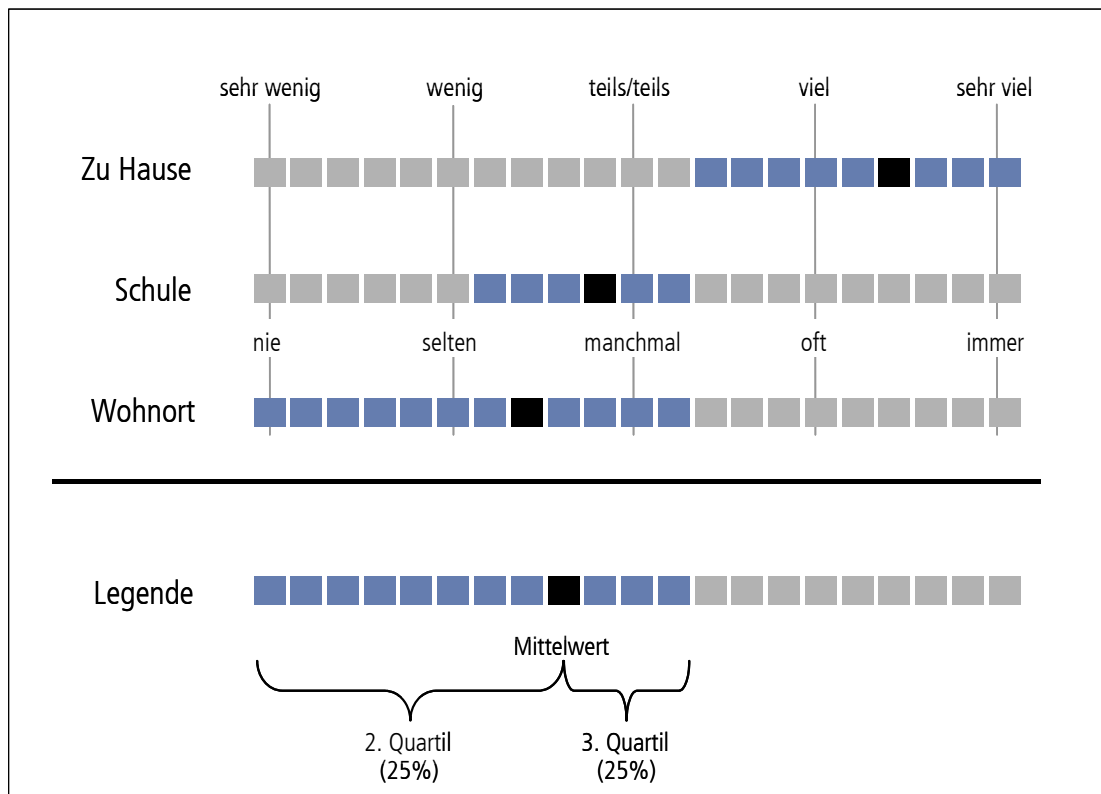 sehr wenig wenig teils/teils viel sehr viel
Zu Hause
Schule
nie selten manchmal oft immer
Wohnort
Legende
Mittelwert
2. Quartil 3. Quartil
(25%) (25%)